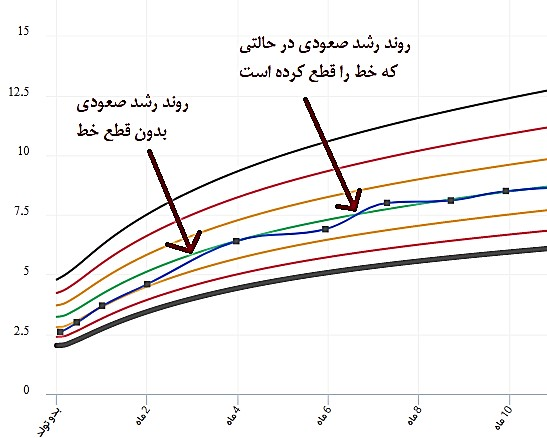 15
روند رشد صعودی در حالتی
که خط را قطع کرده است
12.5
روند رشد صعودی
بدون قطع خط
10
7.5
5
2.5
0
بدو تولد
2 ماه
4 ماه
6 ماه
8 ماه
10 ماه